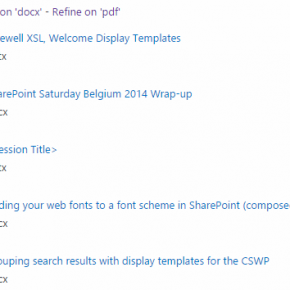 on 'docx' - Refine on 'pdf'
ewell XSL, Welcome Display Templates
cx
arePoint Saturday Belgium 2014 Wrap-up
cx
ession Title>
cx
ding your web fonts to a font scheme in SharePoint (compose
cx
ouping search results with display templates for the CSWP
cx